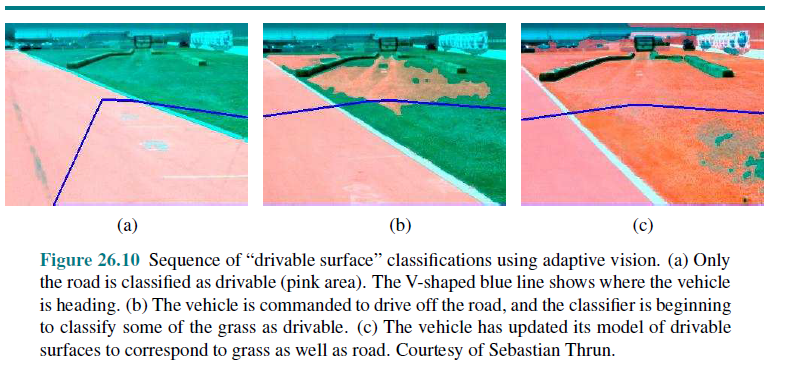 (a)
(b)
(c)
Figure 26.10 Sequence of “drivable surface” classifications using adaptive vision. (a) Only
the road is classified as drivable (pink area). The V-shaped blue line shows where the vehicle
is heading. (b) The vehicle is commanded to drive off the road, and the classifier is beginning
to classify some of the grass as drivable. (c) The vehicle has updated its model of drivable
surfaces to correspond to grass as well as road. Courtesy of Sebastian Thrun.